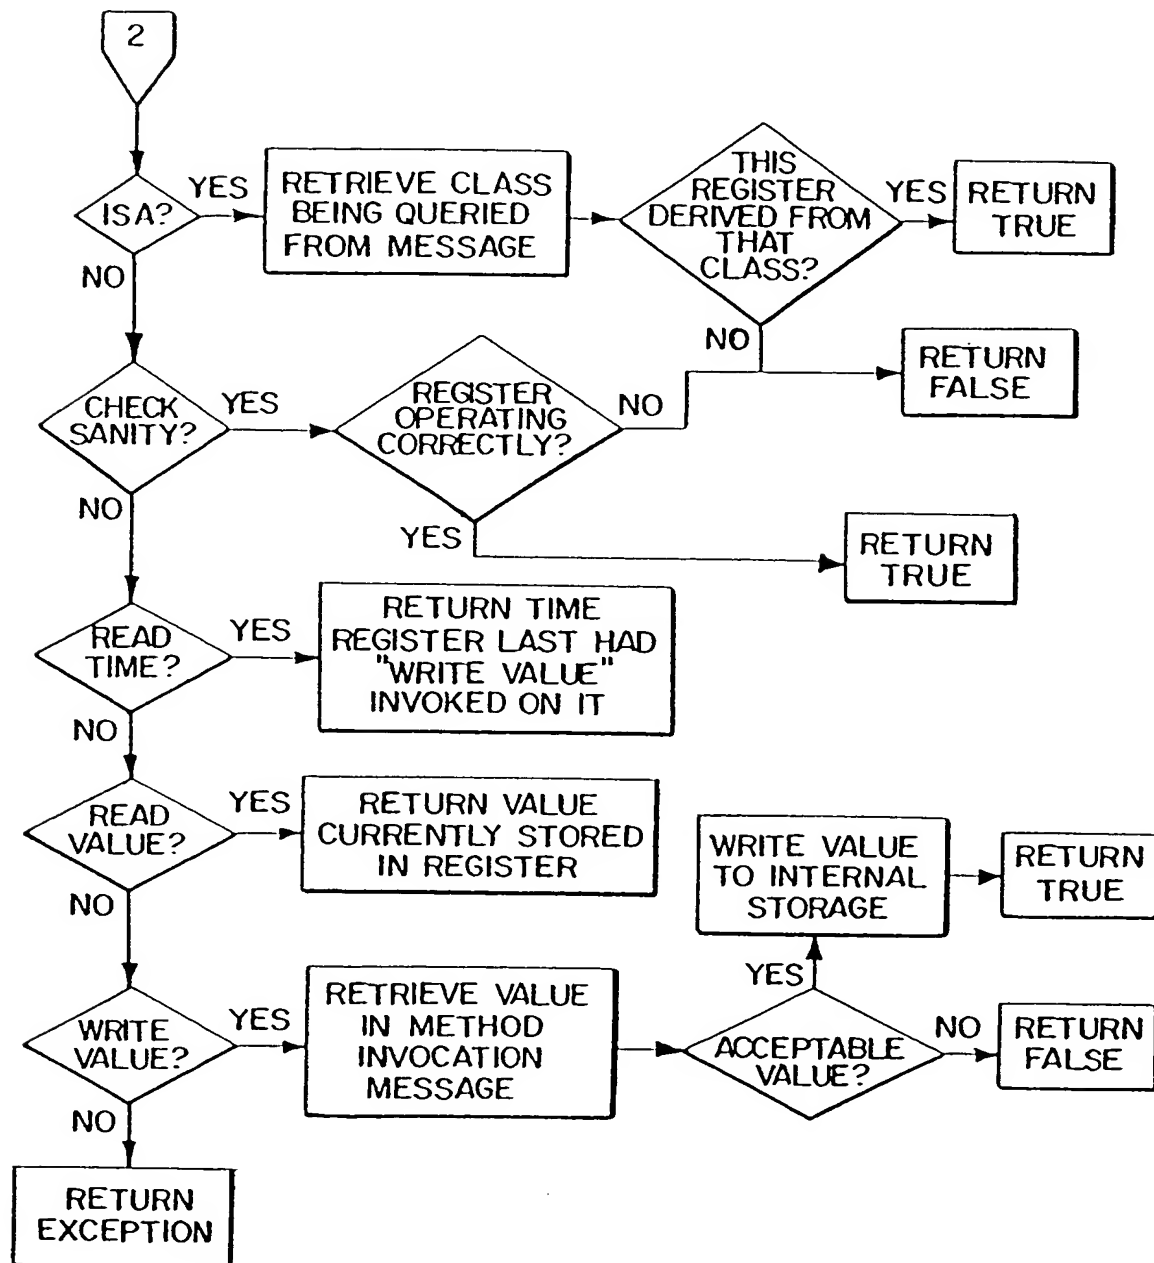 2
ISA?
YES
RETRIEVE CLASS
BEING QUERIED
FROM MESSAGE
THIS
REGISTER
DERIVED FROM
THAT
CLASS?
YES
RETURN
TRUE
NO
NO
RETURN
FALSE
CHECK
SANITY?
YES
REGISTER
OPERATING
CORRECTLY?
NO
NO
YES
RETURN
TRUE
READ
TIME?
YES
RETURN TIME
REGISTER LAST HAD
"WRITE VALUE"
INVOKED ON IT
NO
READ
VALUE?
YES
RETURN VALUE
CURRENTLY STORED
IN REGISTER
WRITE VALUE
TO INTERNAL
STORAGE
RETURN
TRUE
NO
YES
WRITE
VALUE?
YES
RETRIEVE VALUE
IN METHOD
INVOCATION
MESSAGE
ACCEPTABLE
VALUE?
NO
RETURN
FALSE
NO
RETURN
EXCEPTION